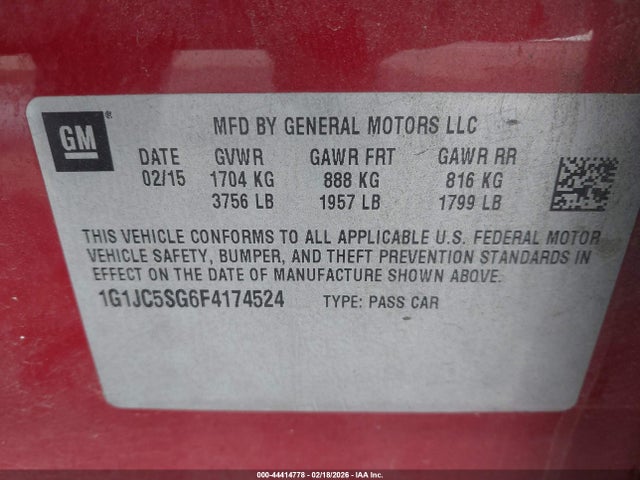 GM ®
MFD BY GENERAL MOTORS LLC
DATE GVWR GAWR FRT GAWR RR
02/15 1704 KG 888 KG 816 KG
3756 LB 1957 LB 1799 LB
THIS VEHICLE CONFORMS TO ALL APPLICABLE U.S. FEDERAL MOTOR
VEHICLE SAFETY, BUMPER, AND THEFT PREVENTION STANDARDS IN
EFFECT ON THE DATE OF MANUFACTURE SHOWN ABOVE.
1G1JC5SG6F4174524 TYPE: PASS CAR
000-44414778 - 02/18/2026 - IAA Inc.